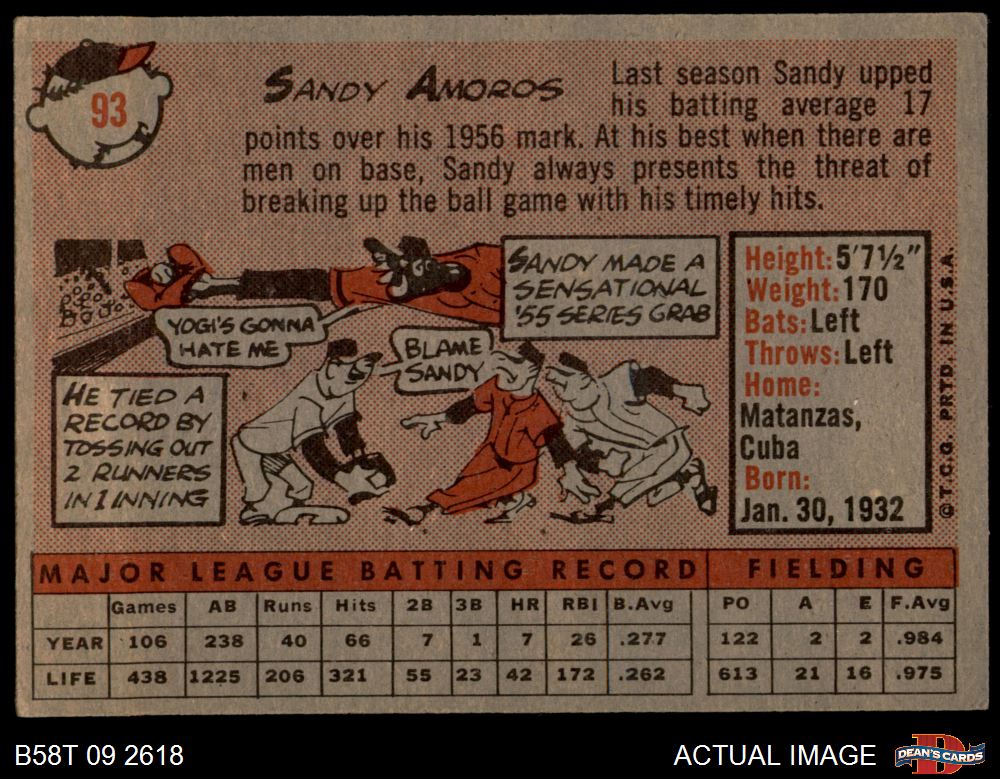 93
SANDY AMOROS
Last season Sandy upped
his batting average 17
points over his 1956 mark. At his best when there are
men on base, Sandy always presents the threat of
breaking up the ball game with his timely hits.
SANDY MADE A
SENSATIONAL
'55 SERIES GRAB
YOGI'S GONNA
HATE ME
BLAME
SANDY
HE TIED A
RECORD BY
TOSSING OUT
2 RUNNERS
IN 1 INNING
Height: 5'7½"
Weight: 170
Bats: Left
Throws: Left
Home:
Matanzas,
Cuba
Born:
Jan. 30, 1932
©T.C.G. PRTD. IN U.S.A.
MAJOR LEAGUE BATTING RECORD FIELDING
Games AB Runs Hits 2B 3B HR RBI B.Avg PO A E F.Avg
YEAR 106 238 40 66 7 1 7 26 .277 122 2 2 .984
LIFE 438 1225 206 321 55 23 42 172 .262 613 21 16 .975
B58T 09 2618 ACTUAL IMAGE DEAN'S CARDS